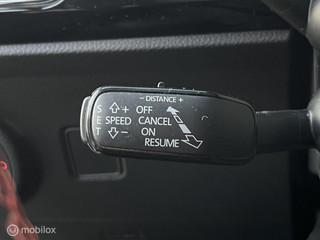 - DISTANCE +
S ⇧+ OFF
E SPEED CANCEL
T ⇩- ON
RESUME
mobilox